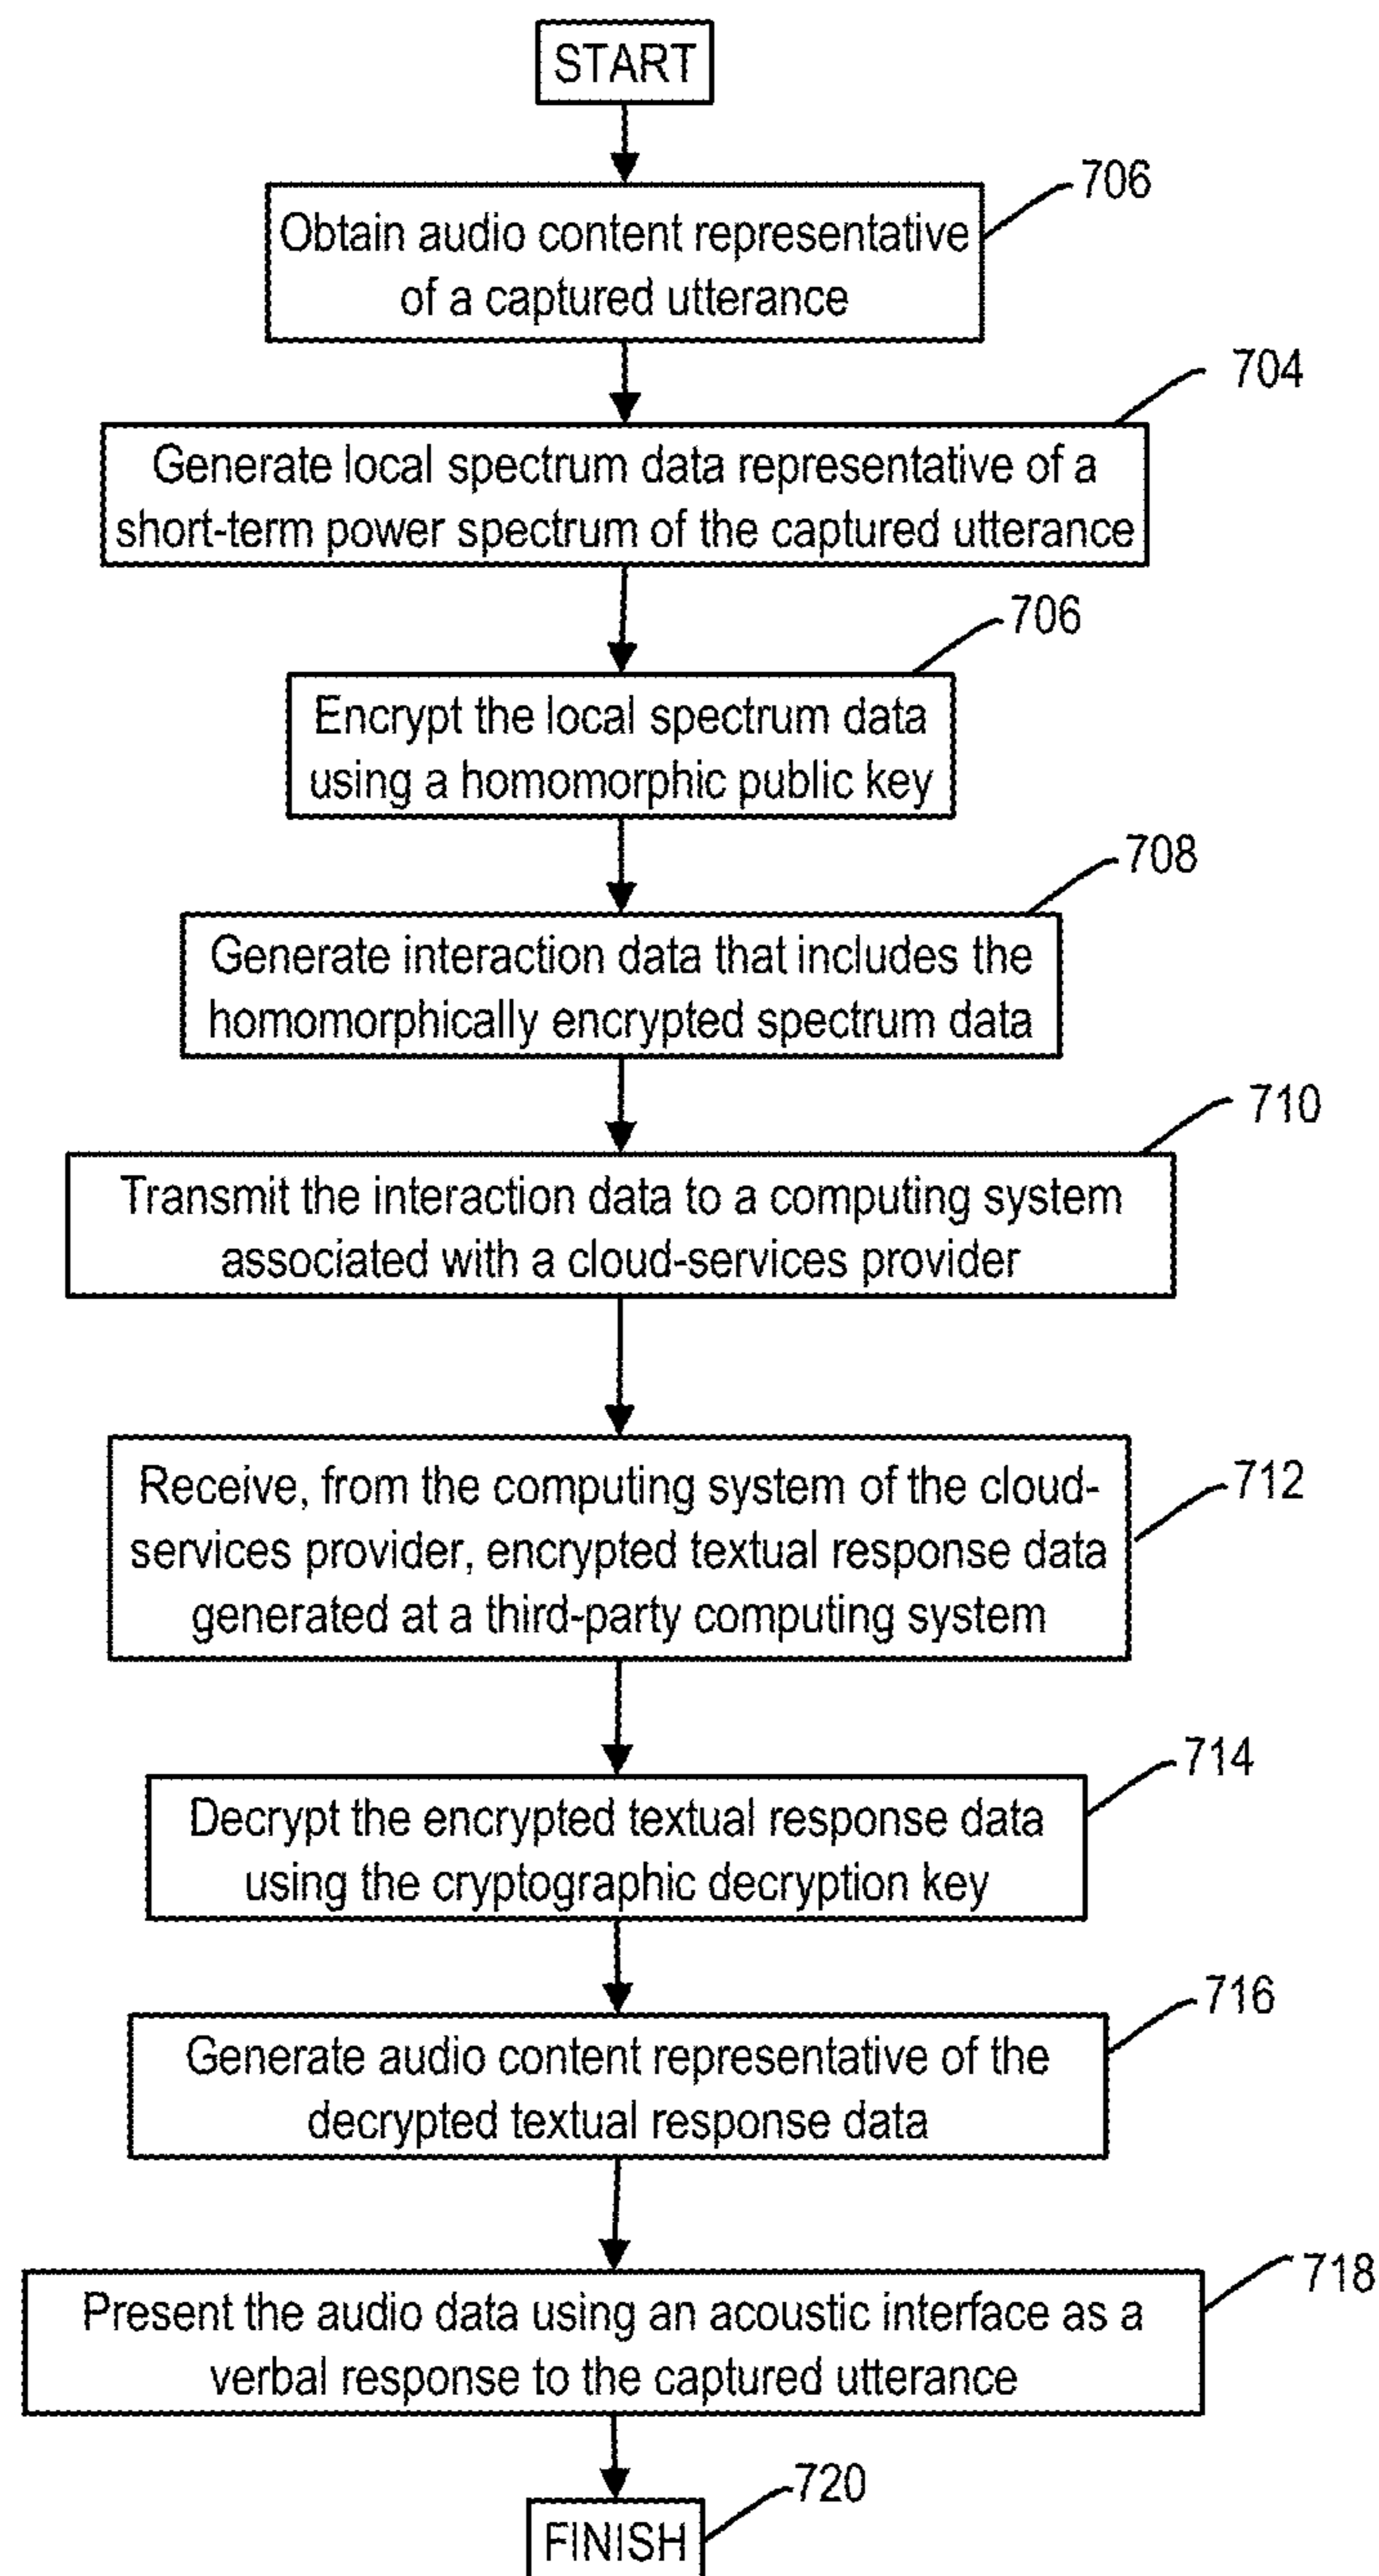 START
706
Obtain audio content representative
of a captured utterance
704
Generate local spectrum data representative of a
short-term power spectrum of the captured utterance
706
Encrypt the local spectrum data
using a homomorphic public key
708
Generate interaction data that includes the
homomorphically encrypted spectrum data
710
Transmit the interaction data to a computing system
associated with a cloud-services provider
712
Receive, from the computing system of the cloud-
services provider, encrypted textual response data
generated at a third-party computing system
714
Decrypt the encrypted textual response data
using the cryptographic decryption key
716
Generate audio content representative of the
decrypted textual response data
718
Present the audio data using an acoustic interface as a
verbal response to the captured utterance
720
FINISH